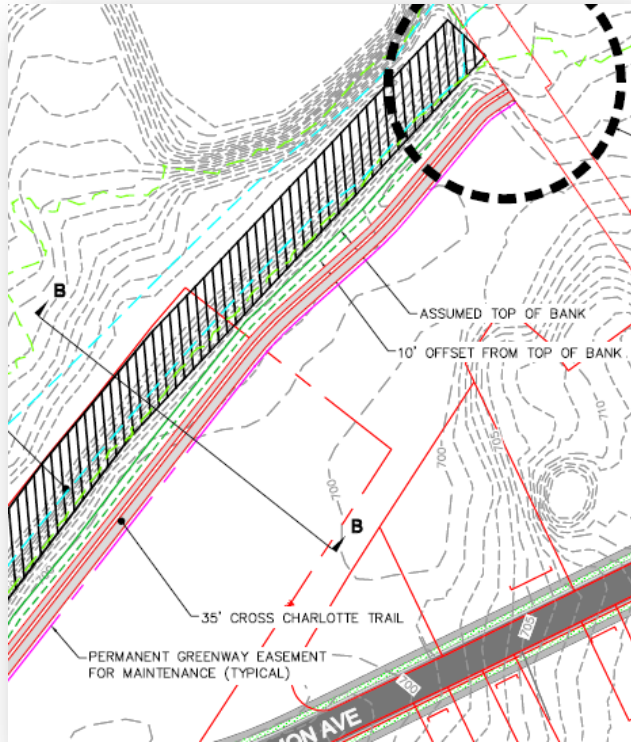 710
B
ASSUMED TOP OF BANK
10' OFFSET FROM TOP OF BANK
705
700
700
B
35' CROSS CHARLOTTE TRAIL
705
PERMANENT GREENWAY EASEMENT
FOR MAINTENANCE (TYPICAL)
700
AVE